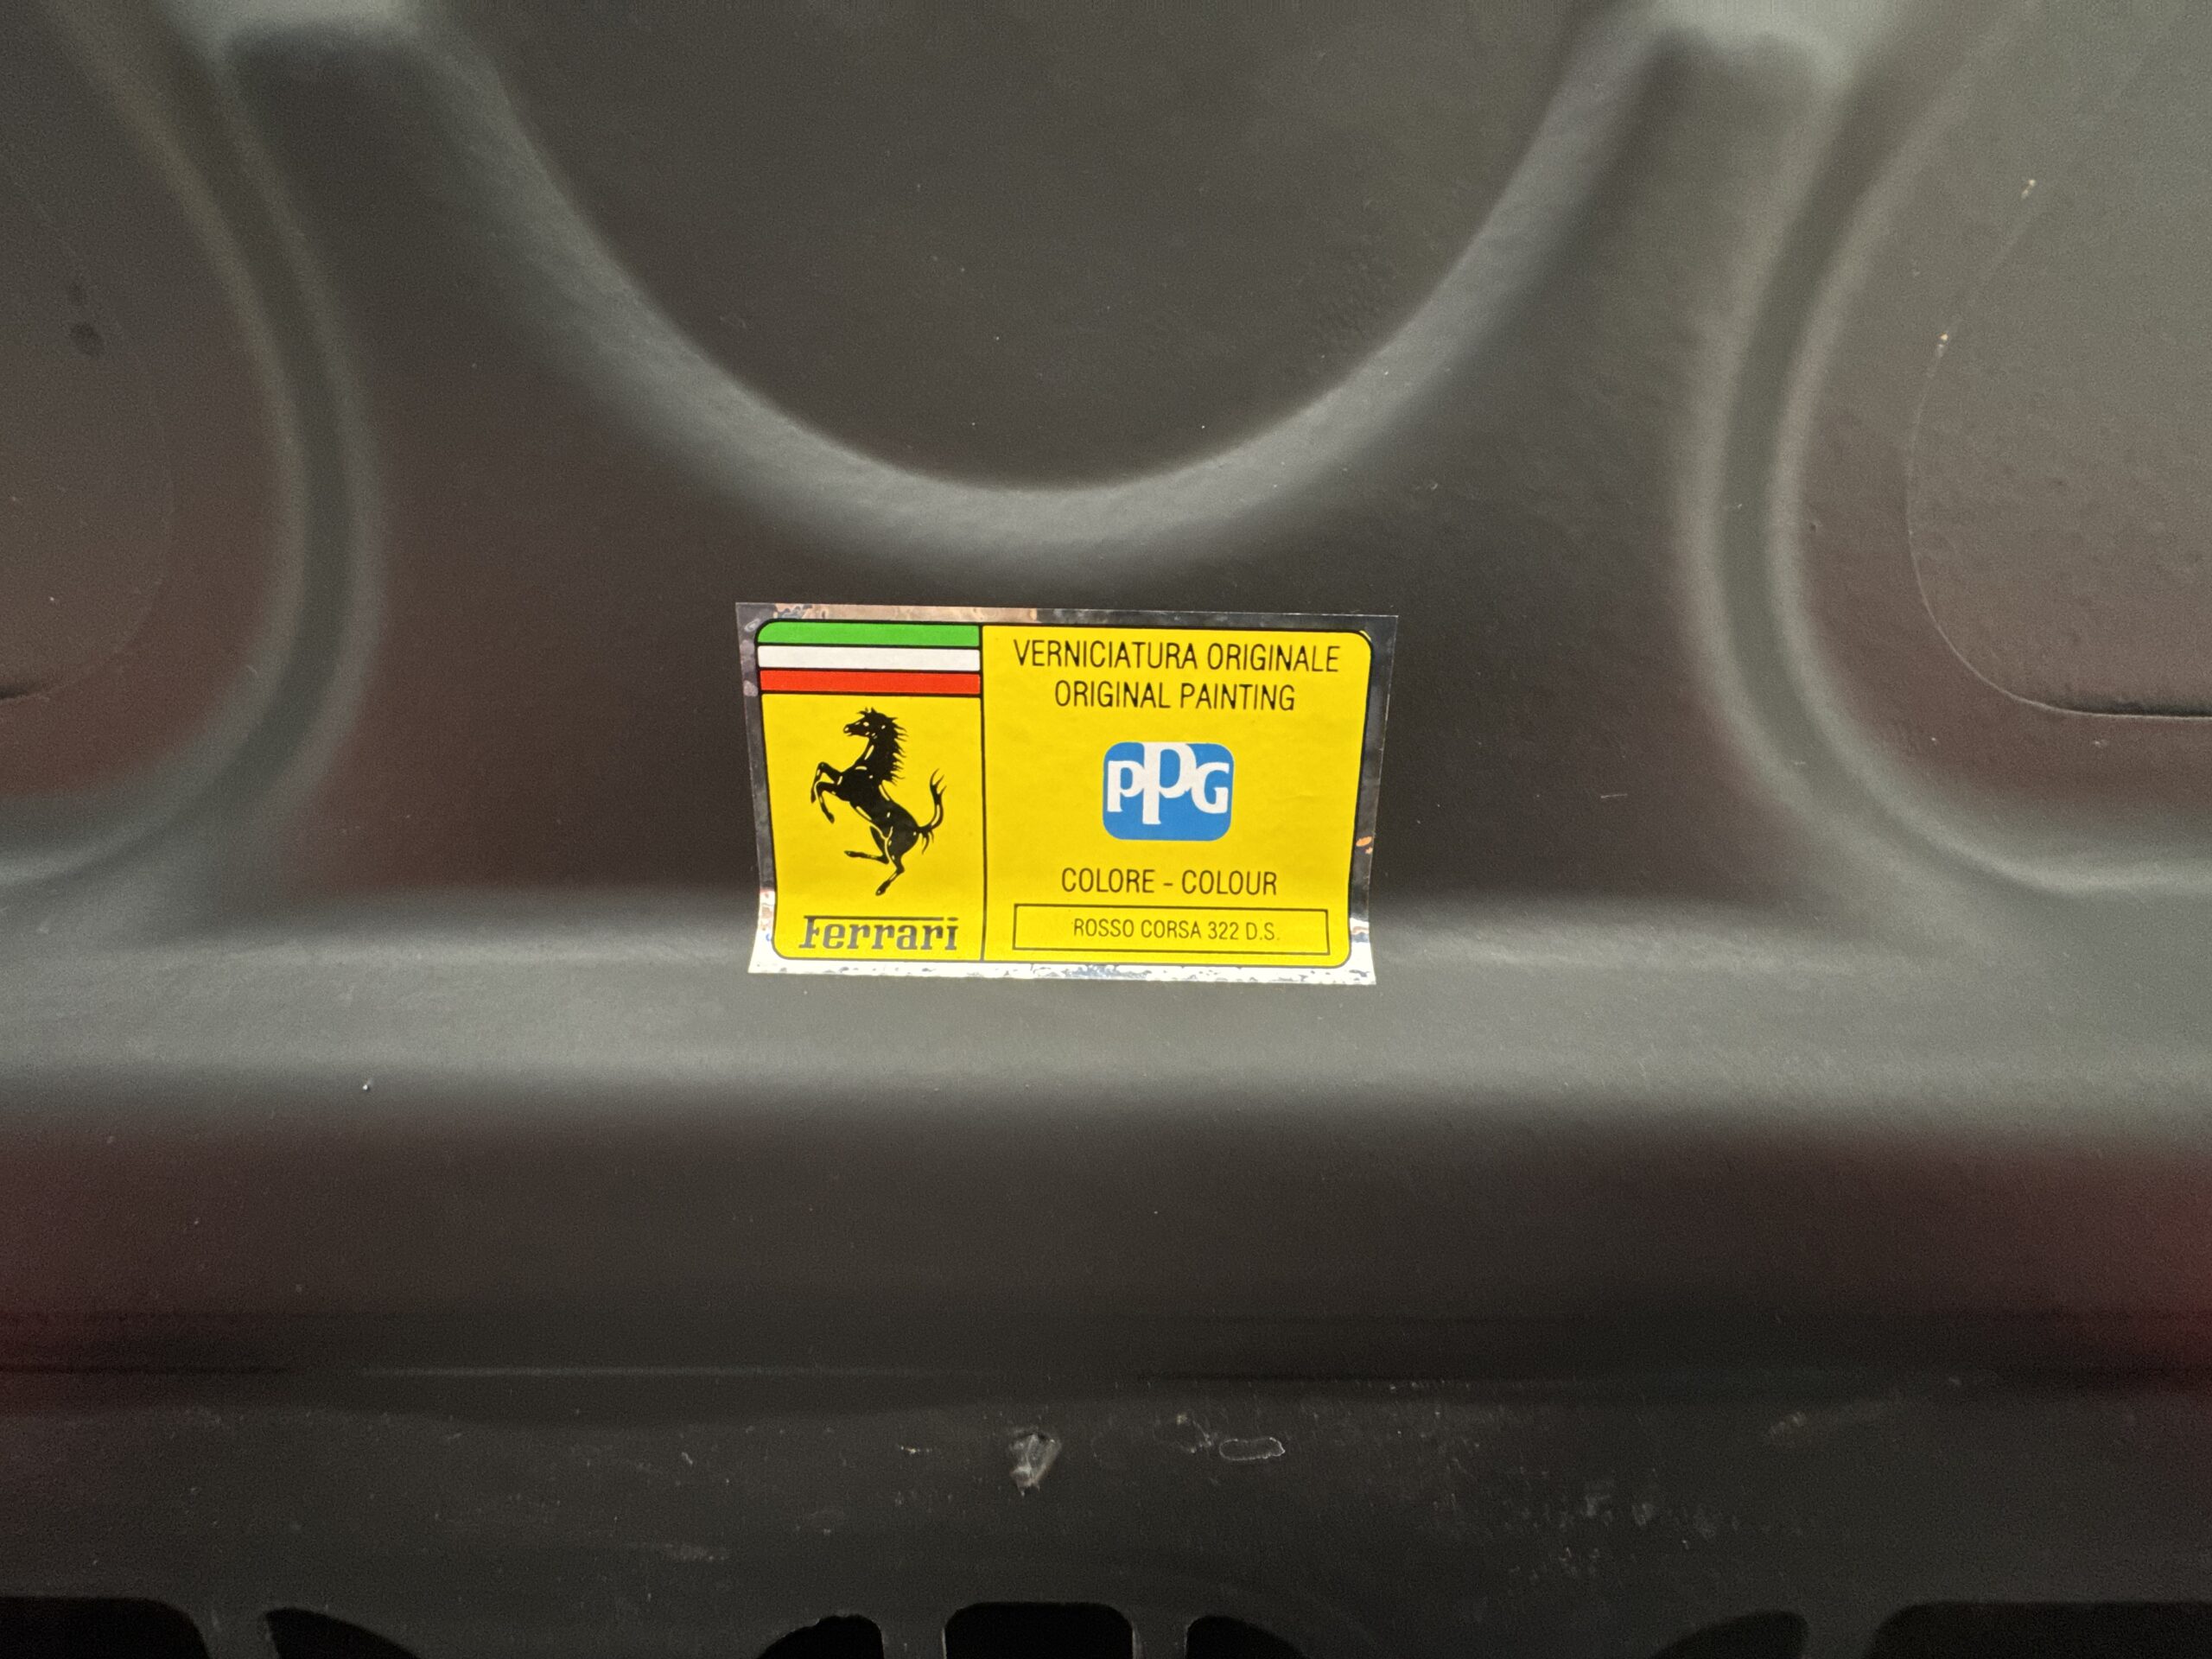 VERNICIATURA ORIGINALE
ORIGINAL PAINTING
PPG
COLORE - COLOUR
ROSSO CORSA 322 D.S.
Ferrari